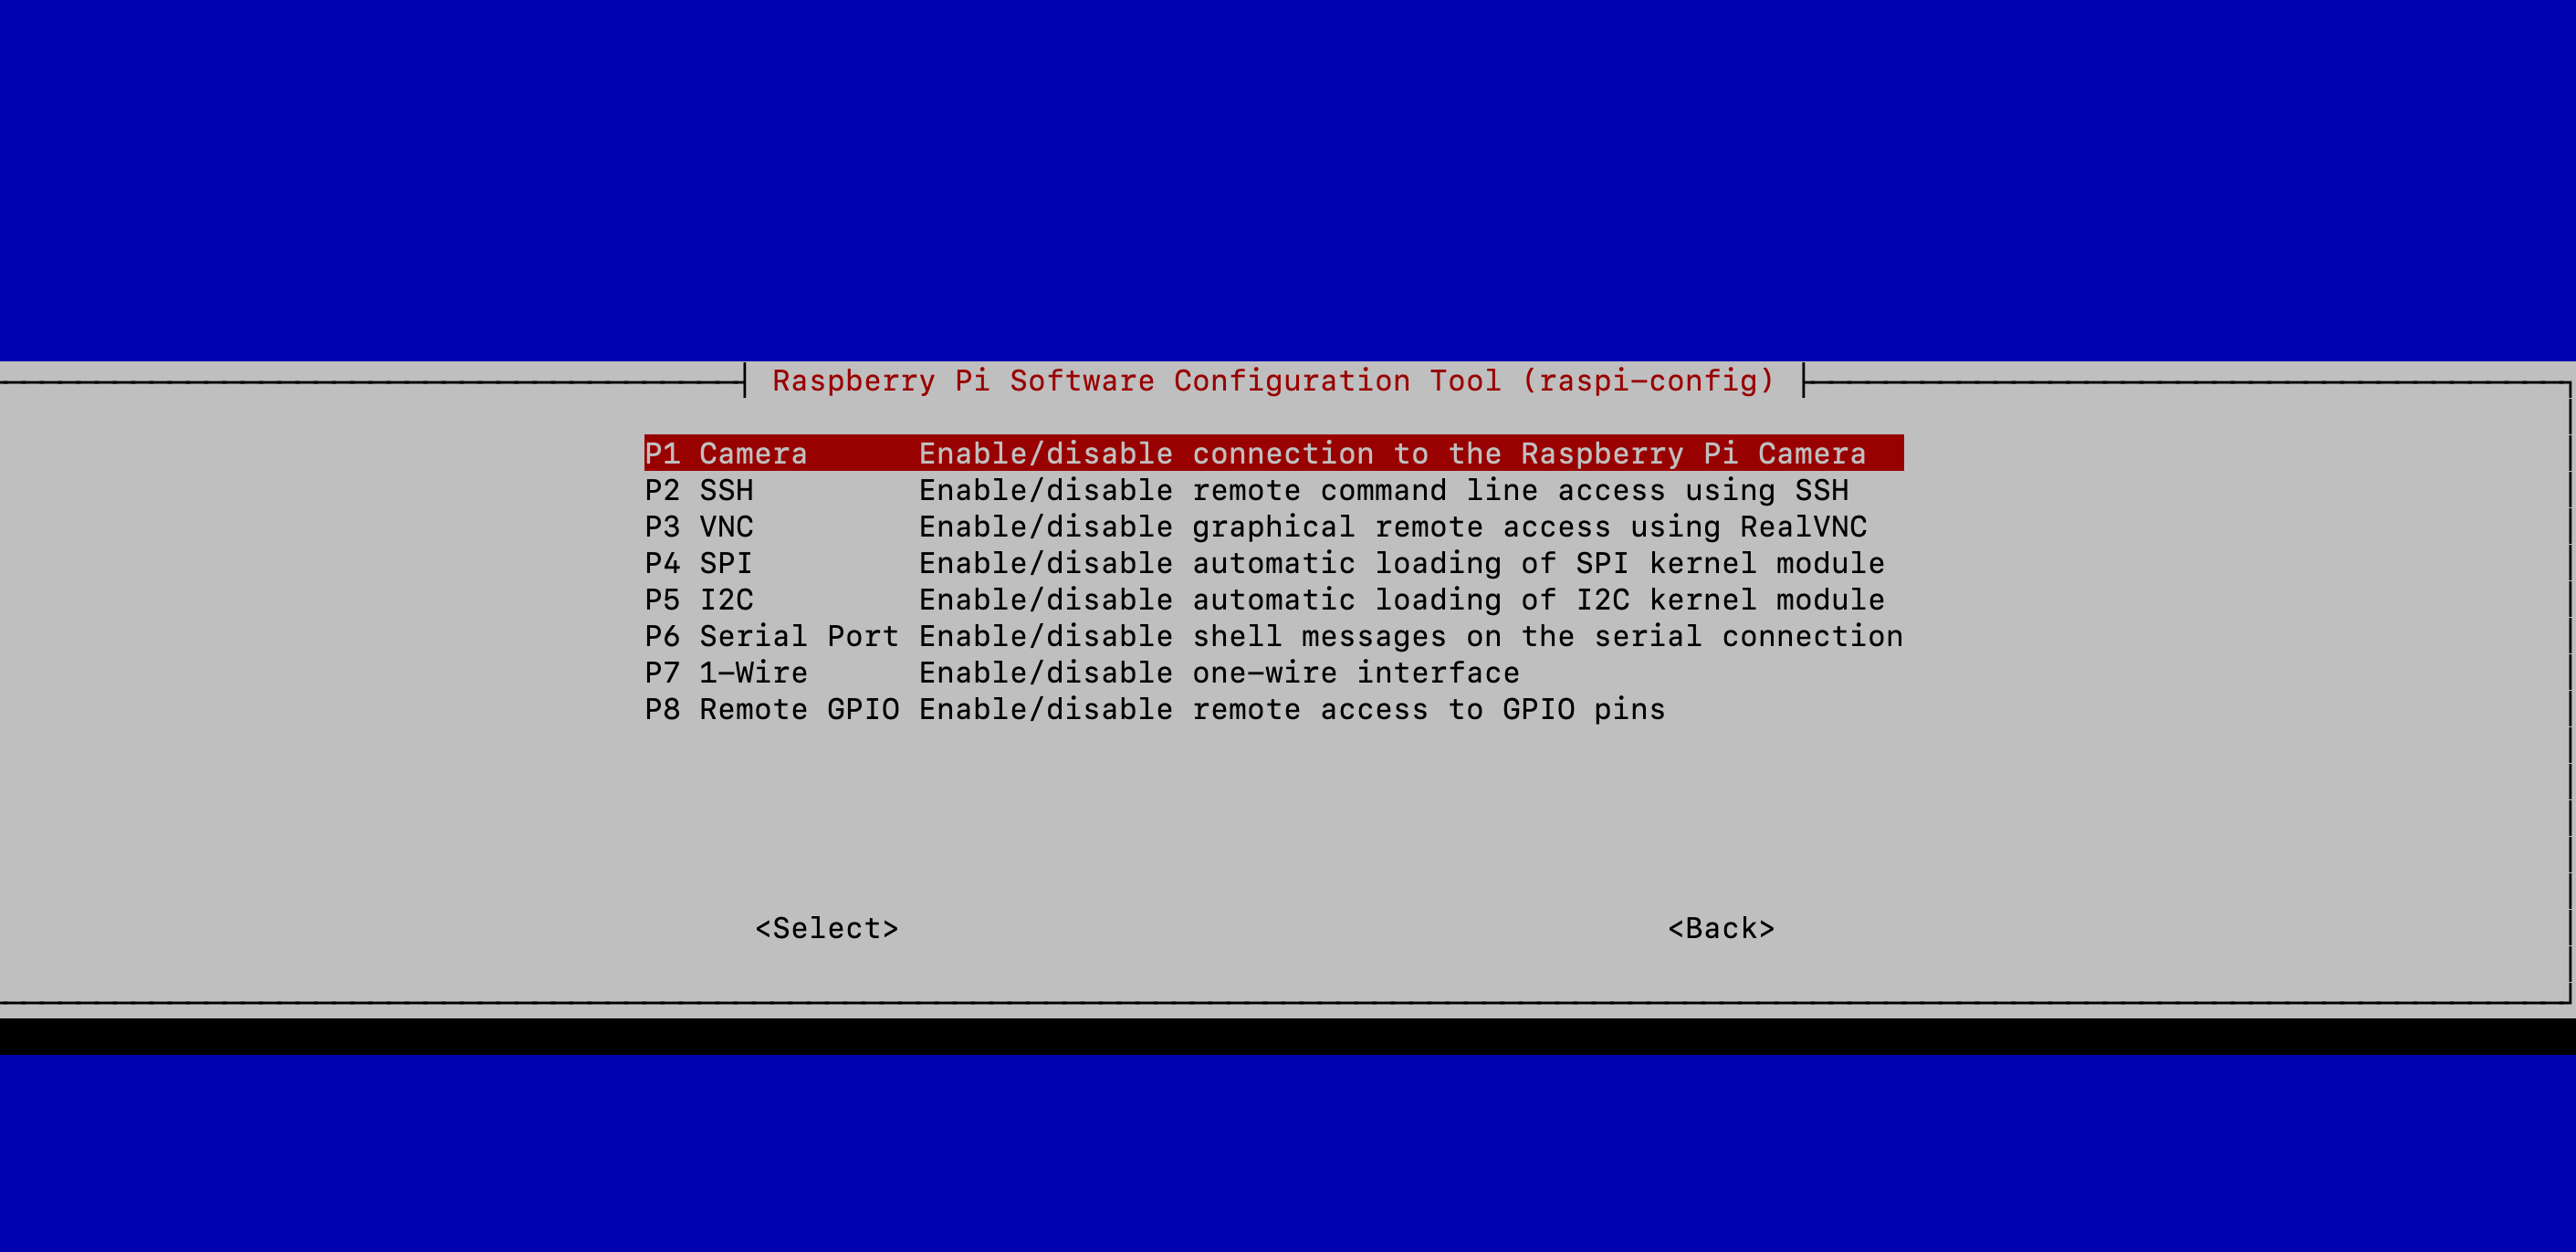 Raspberry Pi Software Configuration Tool (raspi-config)
P1 Camera Enable/disable connection to the Raspberry Pi Camera
P2 SSH Enable/disable remote command line access using SSH
P3 VNC Enable/disable graphical remote access using RealVNC
P4 SPI Enable/disable automatic loading of SPI kernel module
P5 I2C Enable/disable automatic loading of I2C kernel module
P6 Serial Port Enable/disable shell messages on the serial connection
P7 1-Wire Enable/disable one-wire interface
P8 Remote GPIO Enable/disable remote access to GPIO pins
<Select> <Back>